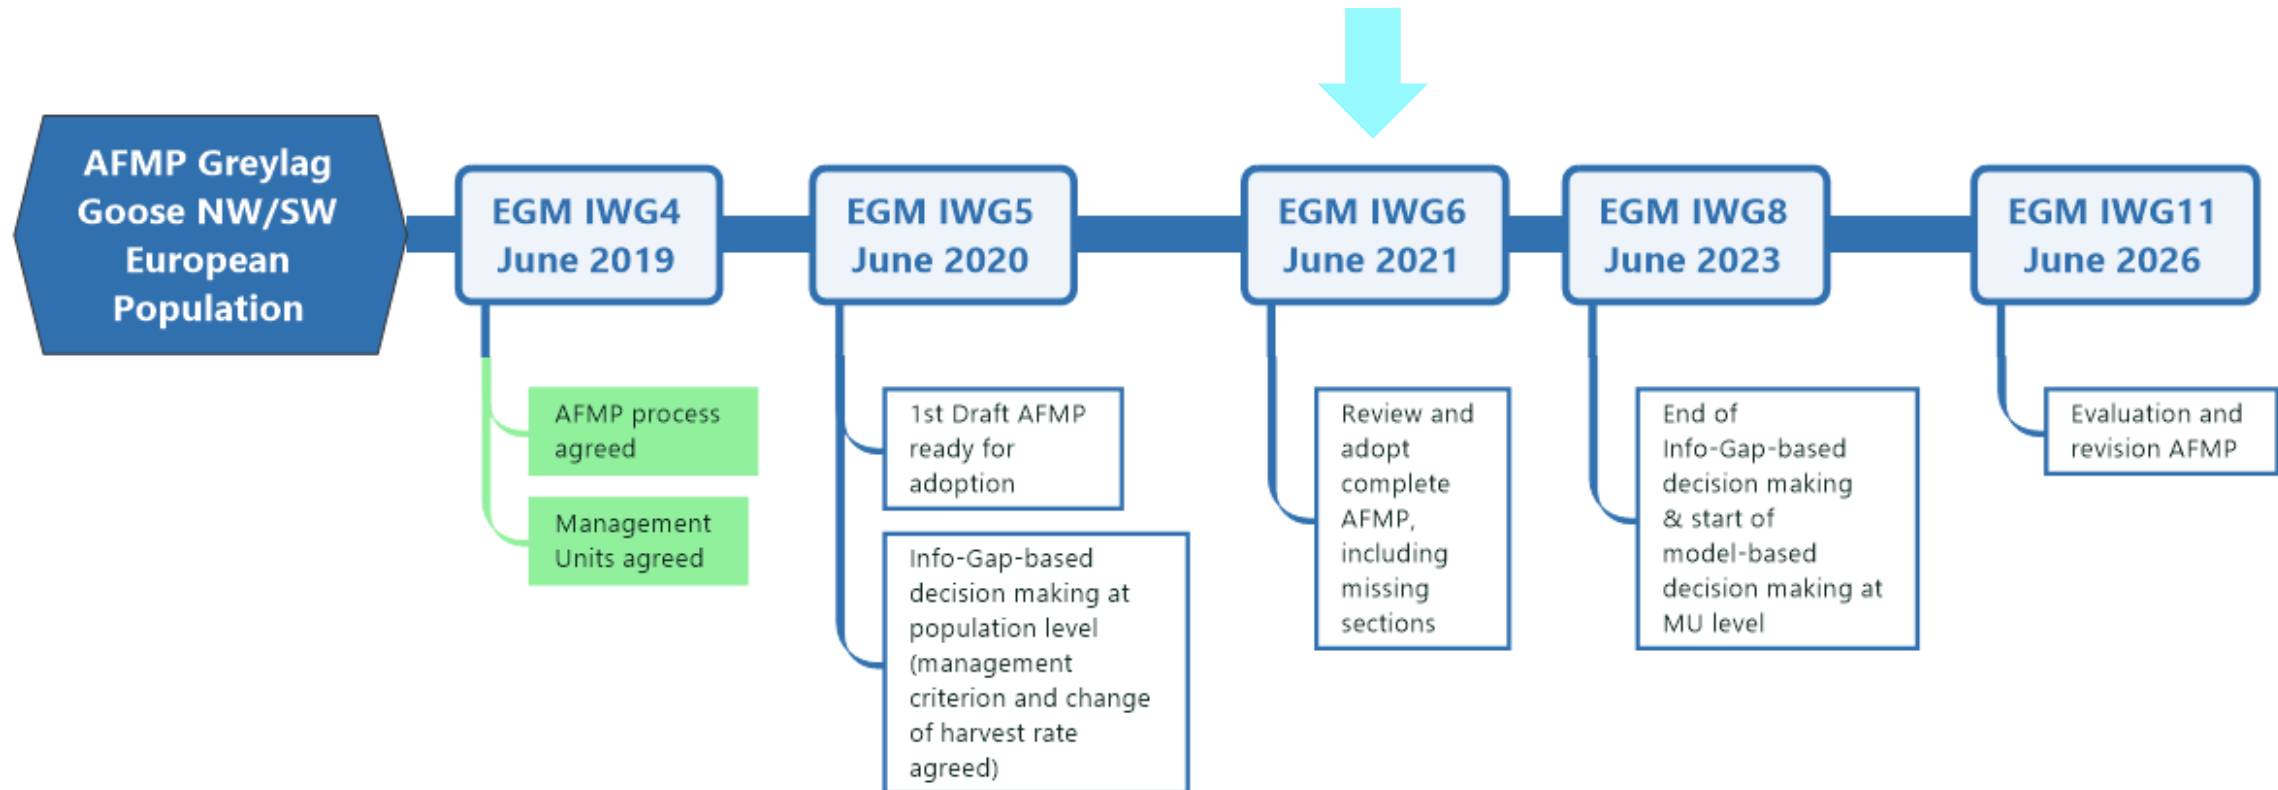 AFMP Greylag
Goose NW/SW
European
Population
EGM IWG4
June 2019
AFMP process
agreed
Management
Units agreed
EGM IWG5
June 2020
1st Draft AFMP
ready for
adoption
Info-Gap-based
decision making at
population level
(management
criterion and change
of harvest rate
agreed)
EGM IWG6
June 2021
Review and
adopt
complete
AFMP,
including
missing
sections
EGM IWG8
June 2023
End of
Info-Gap-based
decision making
& start of
model-based
decision making at
MU level
EGM IWG11
June 2026
Evaluation and
revision AFMP